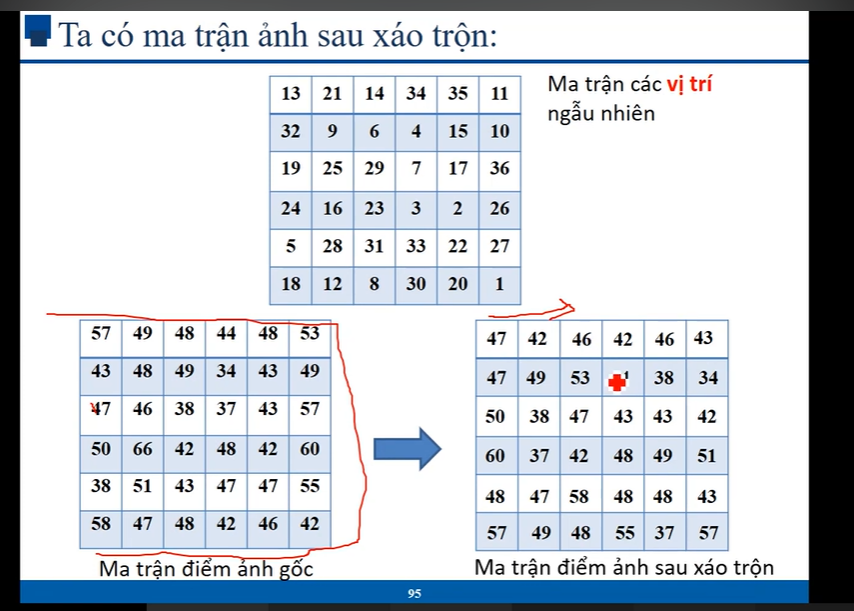 Ta có ma trận ảnh sau xáo trộn:
13 21 14 34 35 11
32 9 6 4 15 10
19 25 29 7 17 36
24 16 23 3 2 26
5 28 31 33 22 27
18 12 8 30 20 1
Ma trận các vị trí
ngẫu nhiên
57 49 48 44 48 53
43 48 49 34 43 49
47 46 38 37 43 57
50 66 42 48 42 60
38 51 43 47 47 55
58 47 48 42 46 42
Ma trận điểm ảnh gốc
47 42 46 42 46 43
47 49 53 38 34
50 38 47 43 43 42
60 37 42 48 49 51
48 47 58 48 48 43
57 49 48 55 37 57
Ma trận điểm ảnh sau xáo trộn
95